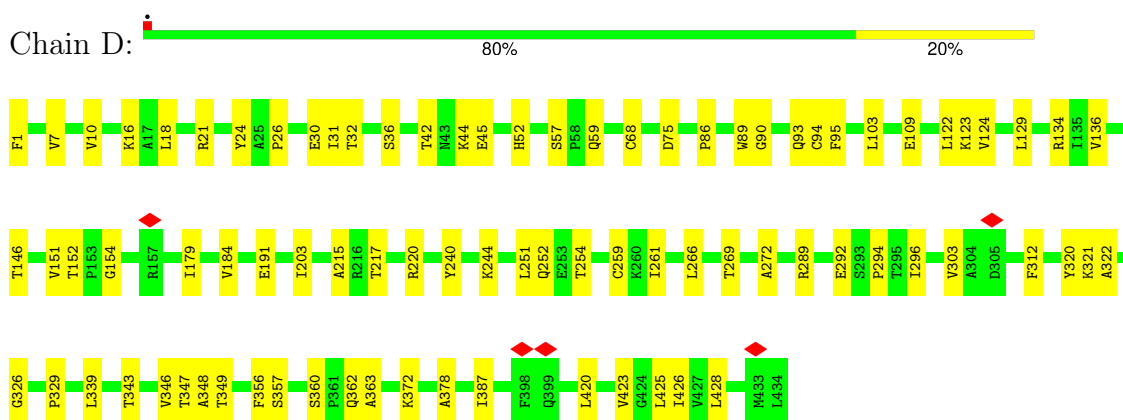 Chain D:
•
80% 20%
F1 V7 V10 K16 A17 L18 R21 Y24 A25 P26 E30 I31 T32 S36 T42 N43 K44 E45 H52 S57 P58 Q59 C68 D75 P86 W89 G90 Q93 C94 F95 L103 E109 L122 K123 V124 L129 R134 I135 V136
T146 V151 T152 P153 G154 R157 I179 V184 E191 I203 A215 R216 T217 R220 Y240 K244 L251 Q252 E253 T254 C259 K260 I261 L266 T269 A272 R289 E292 S293 P294 T295 I296 V303 A304 D305 F312 Y320 K321 A322
G326 P329 L339 T343 V346 T347 A348 T349 F356 S357 S360 P361 Q362 A363 K372 A378 I387 F398 Q399 L420 V423 G424 L425 I426 V427 L428 M433 L434